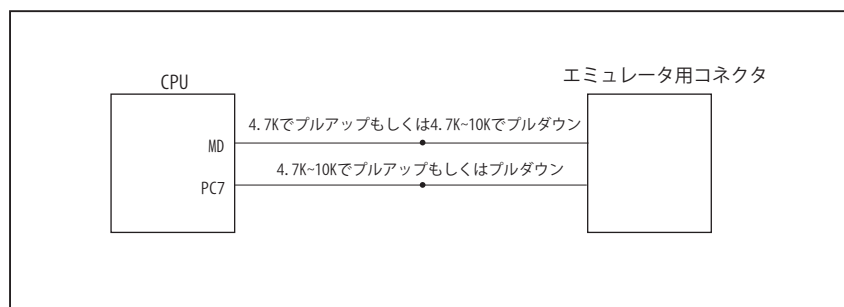 CPU
エミュレータ用コネクタ
4.7Kでプルアップもしくは4.7K~10Kでプルダウン
MD
4.7K~10Kでプルアップもしくはプルダウン
PC7